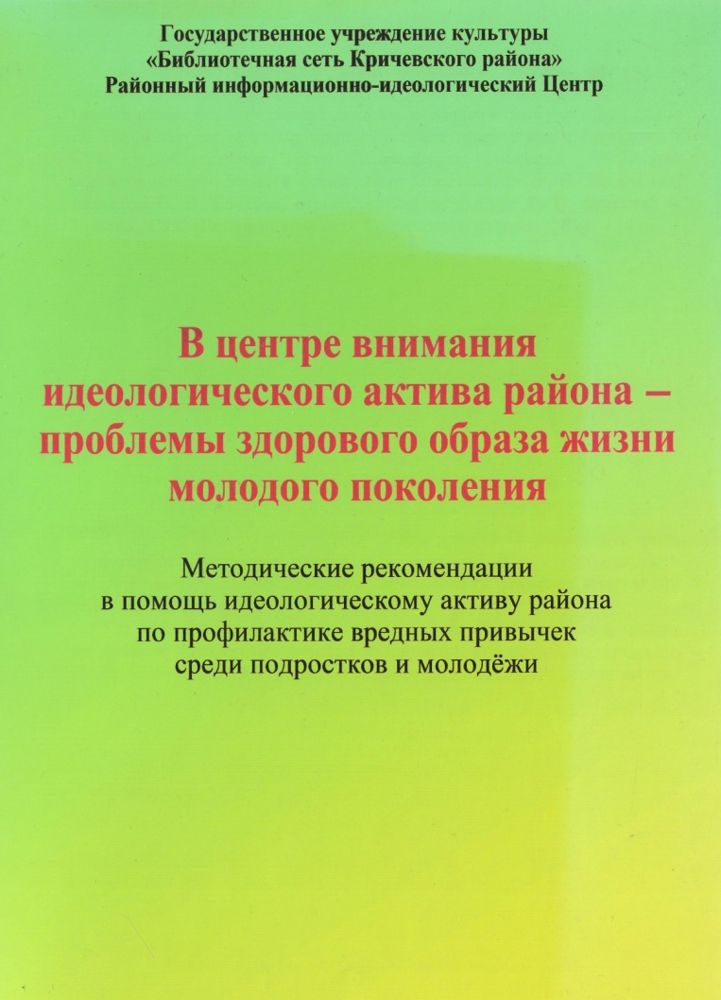 Государственное учреждение культуры
«Библиотечная сеть Кричевского района»
Районный информационно-идеологический Центр
В центре внимания
идеологического актива района –
проблемы здорового образа жизни
молодого поколения
Методические рекомендации
в помощь идеологическому активу района
по профилактике вредных привычек
среди подростков и молодёжи